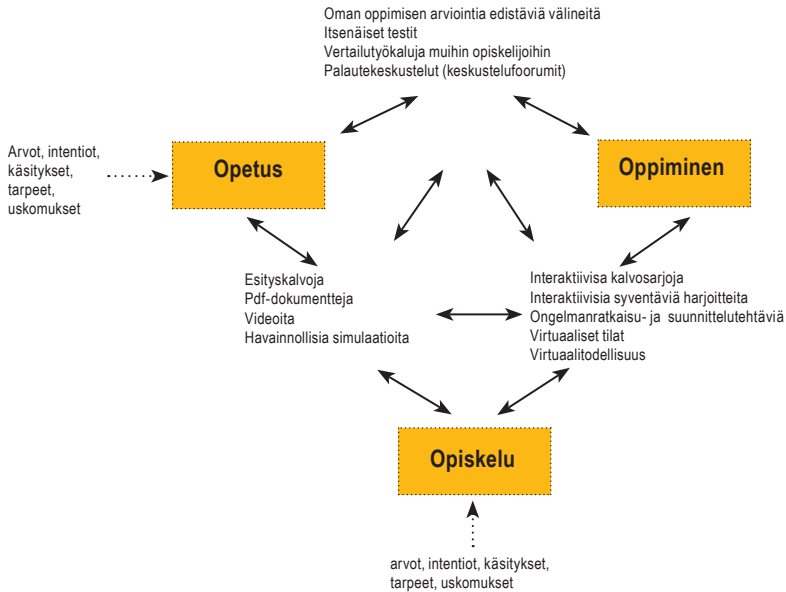 Oman oppimisen arviointia edistäviä välineitä
Itsenäiset testit
Vertailutyökaluja muihin opiskelijoihin
Palautekeskustelut (keskustelufoorumit)
Arvot, intentiot,
käsitykset,
tarpeet,
uskomukset
Opetus
Oppiminen
Esityskalvoja
Pdf-dokumentteja
Videoita
Havainnollisia simulaatioita
Interaktiivisa kalvosarjoja
Interaktiivisia syventäviä harjoitteita
Ongelmanratkaisu- ja suunnittelutehtäviä
Virtuaaliset tilat
Virtuaalitodellisuus
Opiskelu
arvot, intentiot, käsitykset,
tarpeet, uskomukset